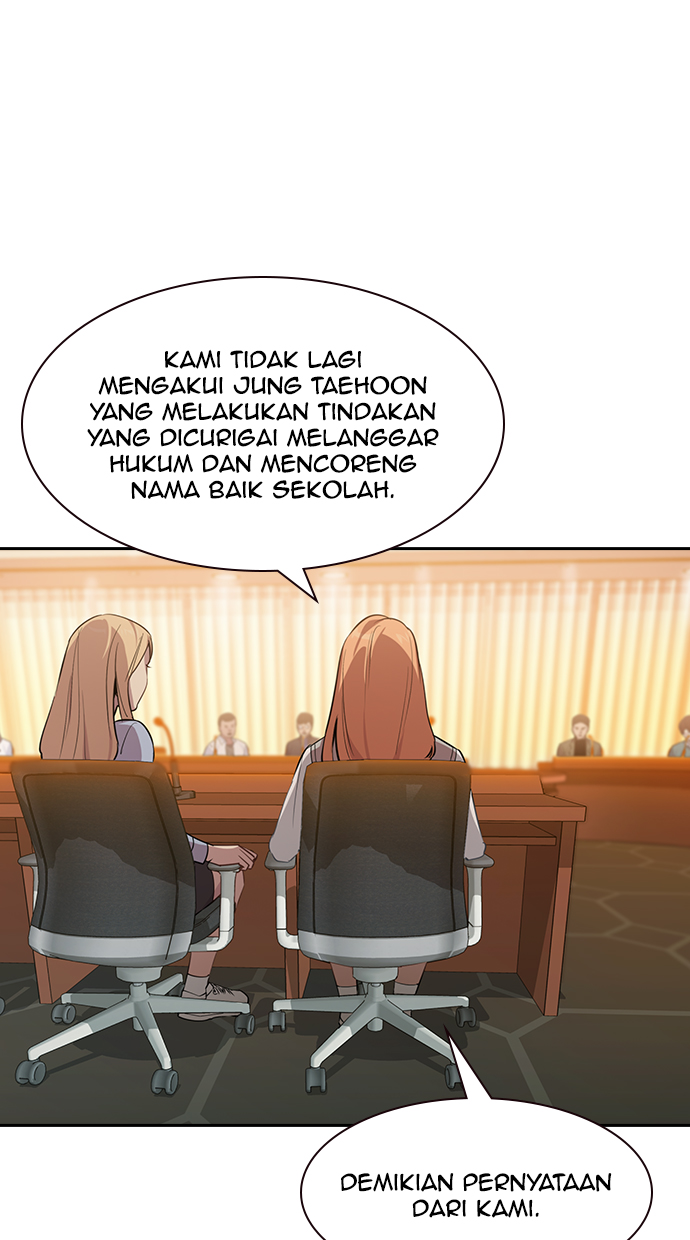 KAMI TIDAK LAGI
MENGAKUI JUNG TAEHOON
YANG MELAKUKAN TINDAKAN
YANG DICURIGAI MELANGGAR
HUKUM DAN MENCORENG
NAMA BAIK SEKOLAH.
DEMIKIAN PERNYATAAN
DARI KAMI.